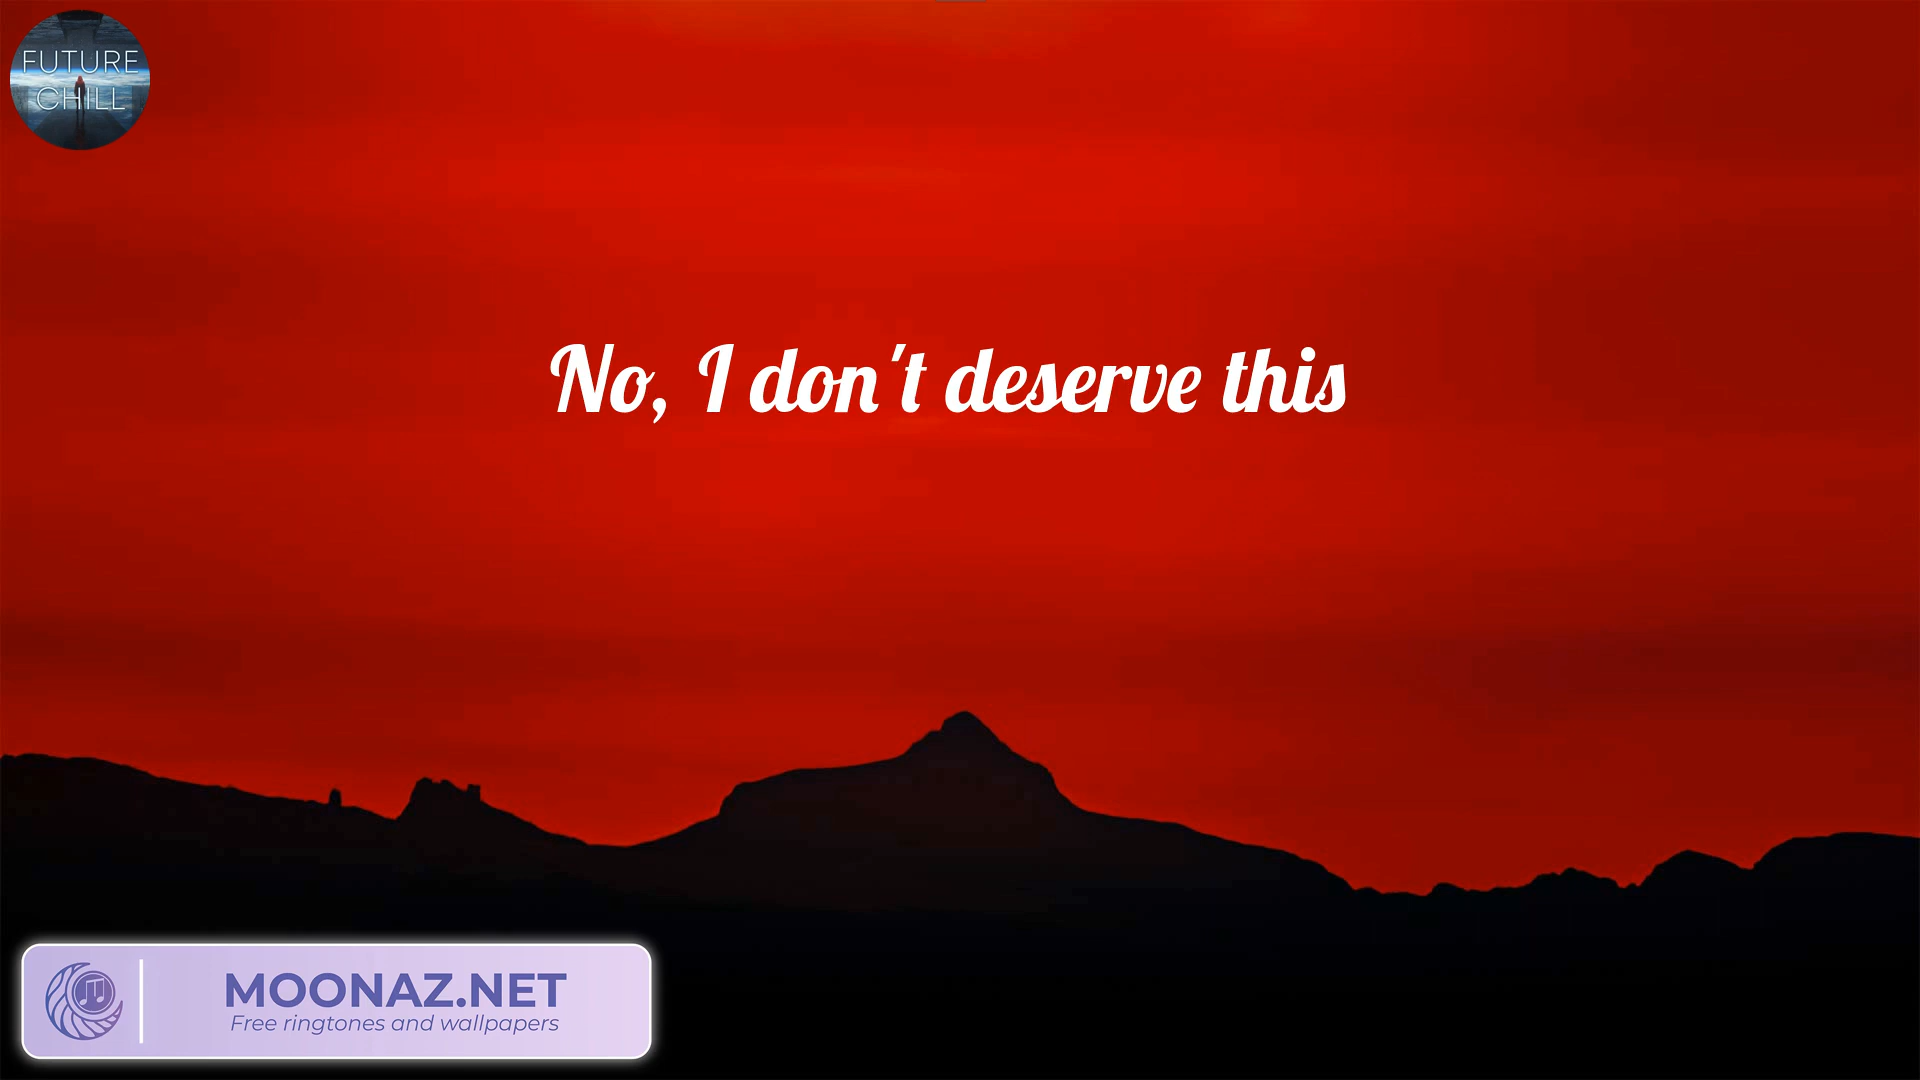 FUTURE
CHILL
No, I don't deserve this
MOONAZ.NET
Free ringtones and wallpapers